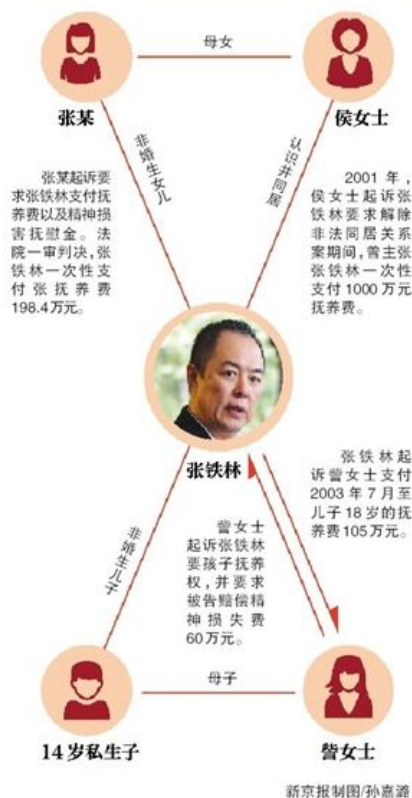 母女
张某
侯女士
非婚生女儿
认识并同居
张某起诉要
求张铁林支付抚
养费以及精神损
害抚慰金。法
院一审判决,张
铁林一次性支
付张抚养费
198.4万元。
2001年,
侯女士起诉张
铁林要求解除
非法同居关系
案期间,曾主张
张铁林一次性
支付1000万元
抚养费。
张铁林
张铁林起
诉訾女士支付
2003年7月至
儿子18岁的抚
养费105万元。
非婚生儿子
訾女士
起诉张铁林
要孩子抚养
权,并要求
被告赔偿精
神损失费
60万元。
母子
14岁私生子
訾女士
新京报制图/孙嘉潞